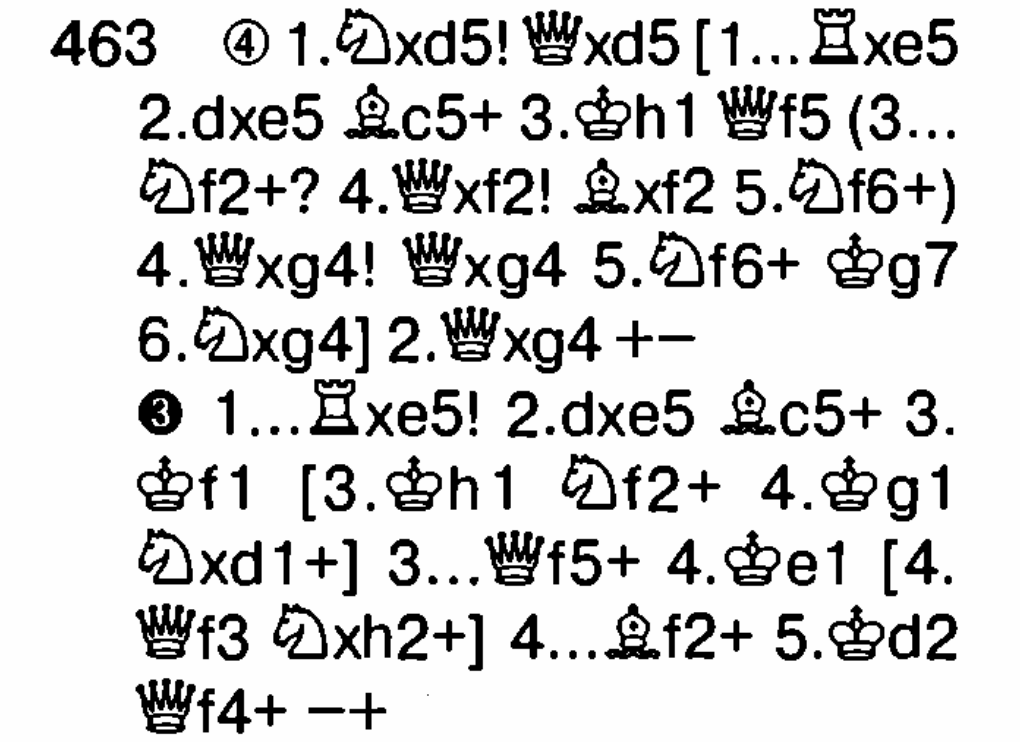 463 ④ 1.♘xd5! ♕xd5 [1...♖xe5
2.dxe5 ♗c5+ 3.♔h1 ♕f5 (3...
♘f2+? 4.♕xf2! ♗xf2 5.♘f6+)
4.♕xg4! ♕xg4 5.♘f6+ ♔g7
6.♘xg4] 2.♕xg4 +−
❸ 1...♖xe5! 2.dxe5 ♗c5+ 3.
♔f1 [3.♔h1 ♘f2+ 4.♔g1
♘xd1+] 3...♕f5+ 4.♔e1 [4.
♕f3 ♘xh2+] 4...♗f2+ 5.♔d2
♕f4+ −+